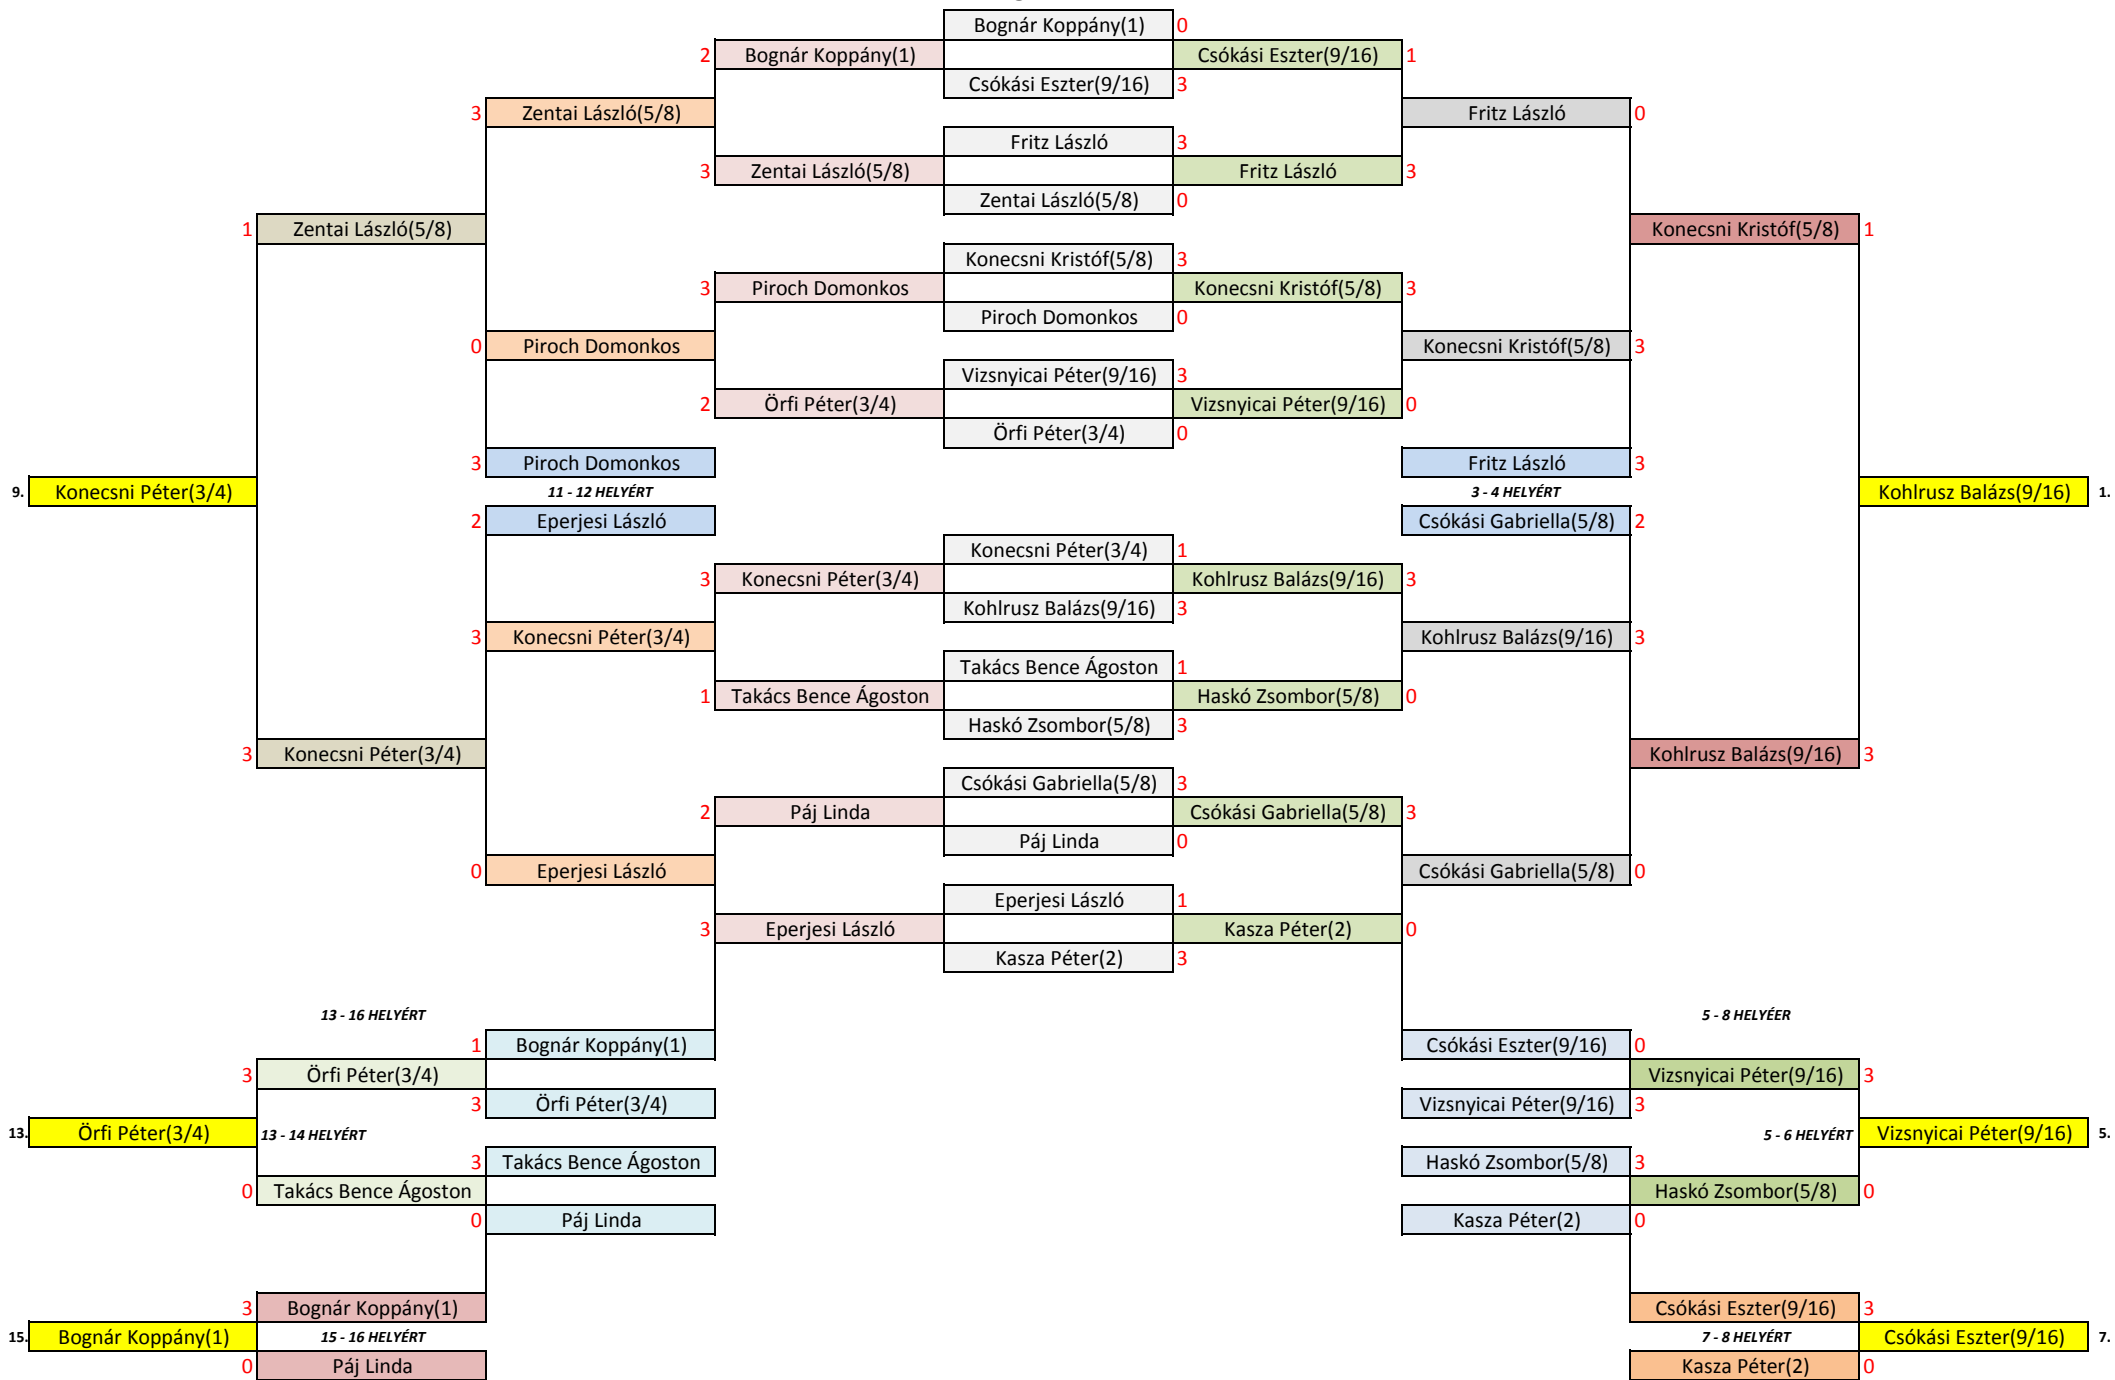 Bognár Koppány(1) 0
2 Bognár Koppány(1) Csókási Eszter(9/16) 1
Csókási Eszter(9/16) 3
3 Zentai László(5/8) Fritz László 0
Fritz László 3
3 Zentai László(5/8) Fritz László 3
Zentai László(5/8) 0
1 Zentai László(5/8) Konecsni Kristóf(5/8) 1
Konecsni Kristóf(5/8) 3
3 Piroch Domonkos Konecsni Kristóf(5/8) 3
Piroch Domonkos 0
0 Piroch Domonkos Konecsni Kristóf(5/8) 3
Vizsnyicai Péter(9/16) 3
2 Örfi Péter(3/4) Vizsnyicai Péter(9/16) 0
Örfi Péter(3/4) 0
3 Piroch Domonkos Fritz László 3
9. Konecsni Péter(3/4) 11 - 12 HELYÉRT 3 - 4 HELYÉRT Kohlrusz Balázs(9/16) 1.
2 Eperjesi László Csókási Gabriella(5/8) 2
Konecsni Péter(3/4) 1
3 Konecsni Péter(3/4) Kohlrusz Balázs(9/16) 3
Kohlrusz Balázs(9/16) 3
3 Konecsni Péter(3/4) Kohlrusz Balázs(9/16) 3
Takács Bence Ágoston 1
1 Takács Bence Ágoston Haskó Zsombor(5/8) 0
Haskó Zsombor(5/8) 3
3 Konecsni Péter(3/4) Kohlrusz Balázs(9/16) 3
Csókási Gabriella(5/8) 3
2 Páj Linda Csókási Gabriella(5/8) 3
Páj Linda 0
0 Eperjesi László Csókási Gabriella(5/8) 0
Eperjesi László 1
3 Eperjesi László Kasza Péter(2) 0
Kasza Péter(2) 3
13 - 16 HELYÉRT 5 - 8 HELYÉER
1 Bognár Koppány(1) Csókási Eszter(9/16) 0
3 Örfi Péter(3/4) Vizsnyicai Péter(9/16) 3
3 Örfi Péter(3/4) Vizsnyicai Péter(9/16) 3
13. Örfi Péter(3/4) 13 - 14 HELYÉRT 5 - 6 HELYÉRT Vizsnyicai Péter(9/16) 5.
3 Takács Bence Ágoston Haskó Zsombor(5/8) 3
0 Takács Bence Ágoston Haskó Zsombor(5/8) 0
0 Páj Linda Kasza Péter(2) 0
3 Bognár Koppány(1) Csókási Eszter(9/16) 3
15. Bognár Koppány(1) 15 - 16 HELYÉRT 7 - 8 HELYÉRT Csókási Eszter(9/16) 7.
0 Páj Linda Kasza Péter(2) 0